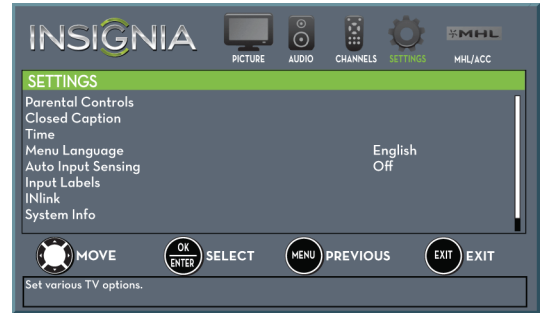 INSIGNIA
PICTURE AUDIO CHANNELS SETTINGS MHL MHL/ACC
SETTINGS
Parental Controls
Closed Caption
Time
Menu Language English
Auto Input Sensing Off
Input Labels
INlink
System Info
MOVE OK ENTER SELECT MENU PREVIOUS EXIT EXIT
Set various TV options.